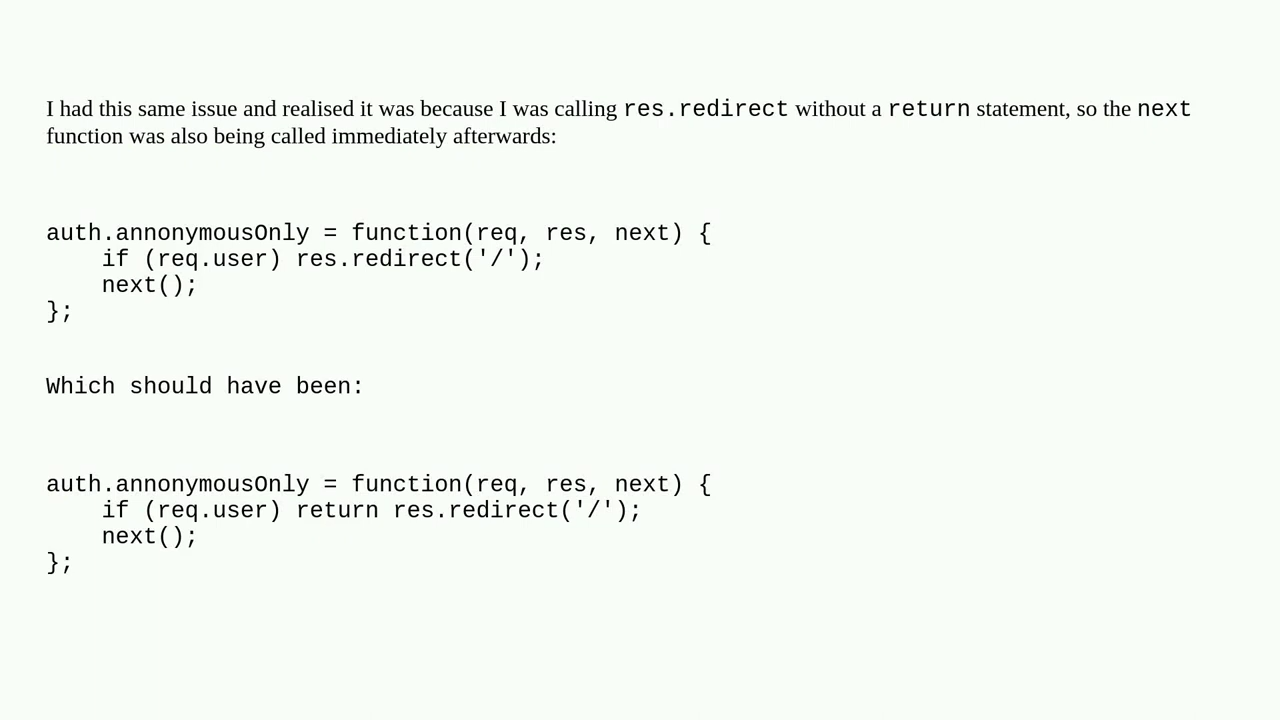 I had this same issue and realised it was because I was calling res.redirect without a return statement, so the next
function was also being called immediately afterwards:
auth.annonymousOnly = function(req, res, next) {
    if (req.user) res.redirect('/');
    next();
};
Which should have been:
auth.annonymousOnly = function(req, res, next) {
    if (req.user) return res.redirect('/');
    next();
};